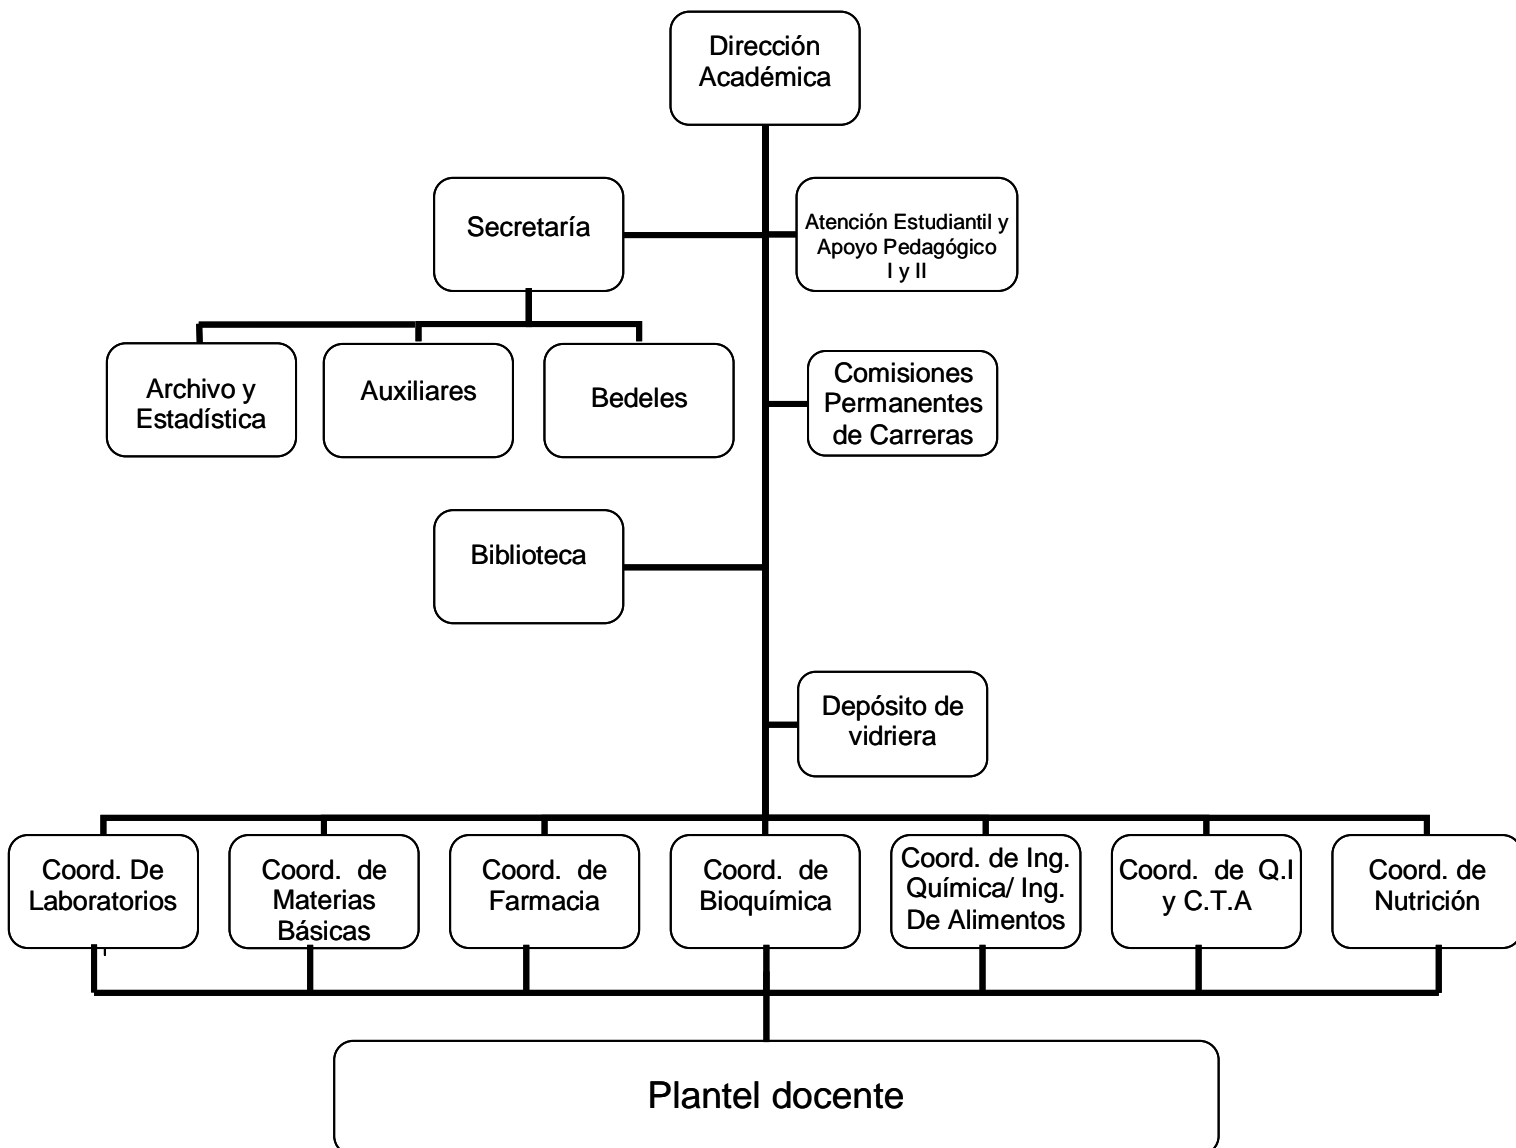 Dirección
Académica
Secretaría
Atención Estudiantil y
Apoyo Pedagógico
I y II
Archivo y
Estadística
Auxiliares
Bedeles
Comisiones
Permanentes
de Carreras
Biblioteca
Depósito de
vidriera
Coord. De
Laboratorios
Coord. de
Materias
Básicas
Coord. de
Farmacia
Coord. de
Bioquímica
Coord. de Ing.
Química/ Ing.
De Alimentos
Coord. de Q.I
y C.T.A
Coord. de
Nutrición
Plantel docente